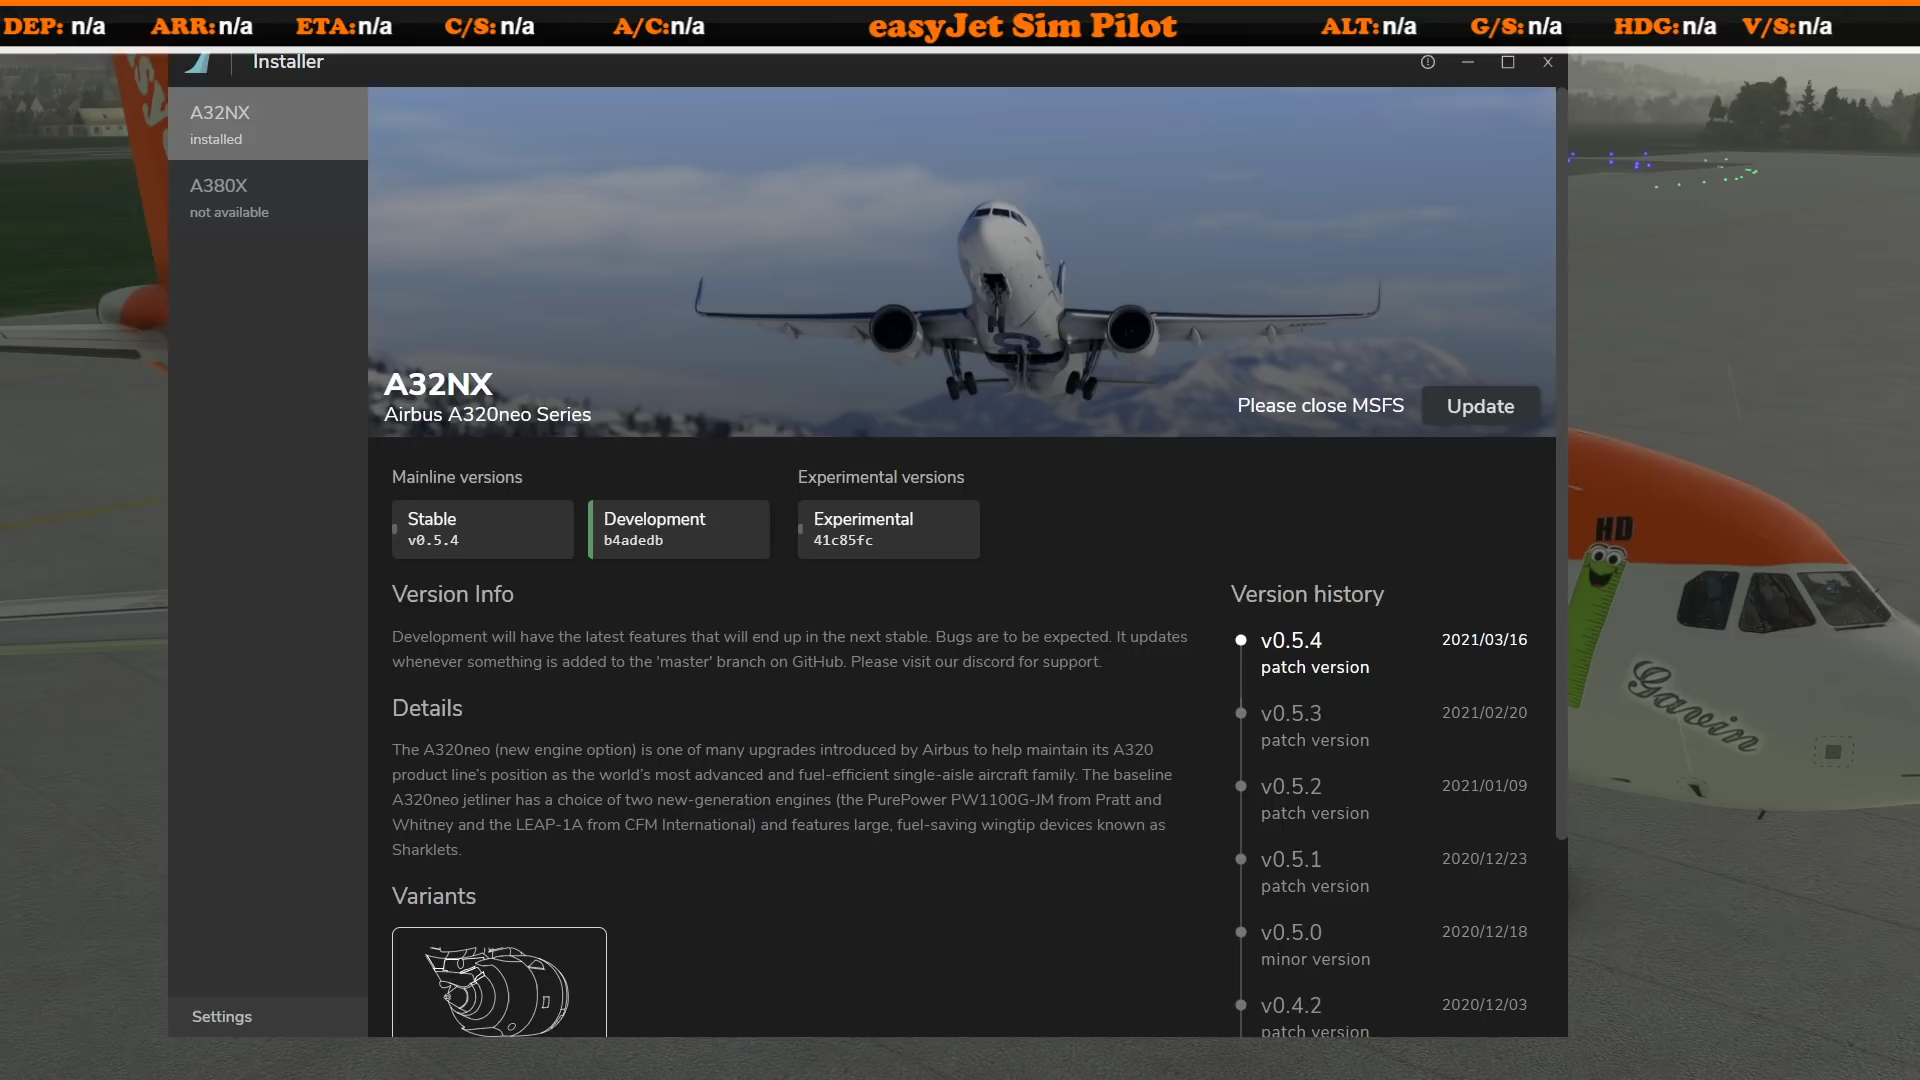 DEP: n/a ARR:n/a ETA:n/a C/S:n/a A/C:n/a easyJet Sim Pilot ALT:n/a G/S:n/a HDG:n/a V/S:n/a
Installer
A32NX
installed
A380X
not available
Settings
A32NX
Airbus A320neo Series
Please close MSFS
Update
Mainline versions
Experimental versions
Stable
v0.5.4
Development
b4adedb
Experimental
41c85fc
Version Info
Development will have the latest features that will end up in the next stable. Bugs are to be expected. It updates
whenever something is added to the 'master' branch on GitHub. Please visit our discord for support.
Details
The A320neo (new engine option) is one of many upgrades introduced by Airbus to help maintain its A320
product line's position as the world's most advanced and fuel-efficient single-aisle aircraft family. The baseline
A320neo jetliner has a choice of two new-generation engines (the PurePower PW1100G-JM from Pratt and
Whitney and the LEAP-1A from CFM International) and features large, fuel-saving wingtip devices known as
Sharklets.
Variants
Version history
v0.5.4 2021/03/16
patch version
v0.5.3 2021/02/20
patch version
v0.5.2 2021/01/09
patch version
v0.5.1 2020/12/23
patch version
v0.5.0 2020/12/18
minor version
v0.4.2 2020/12/03
patch version
HD
Gavin